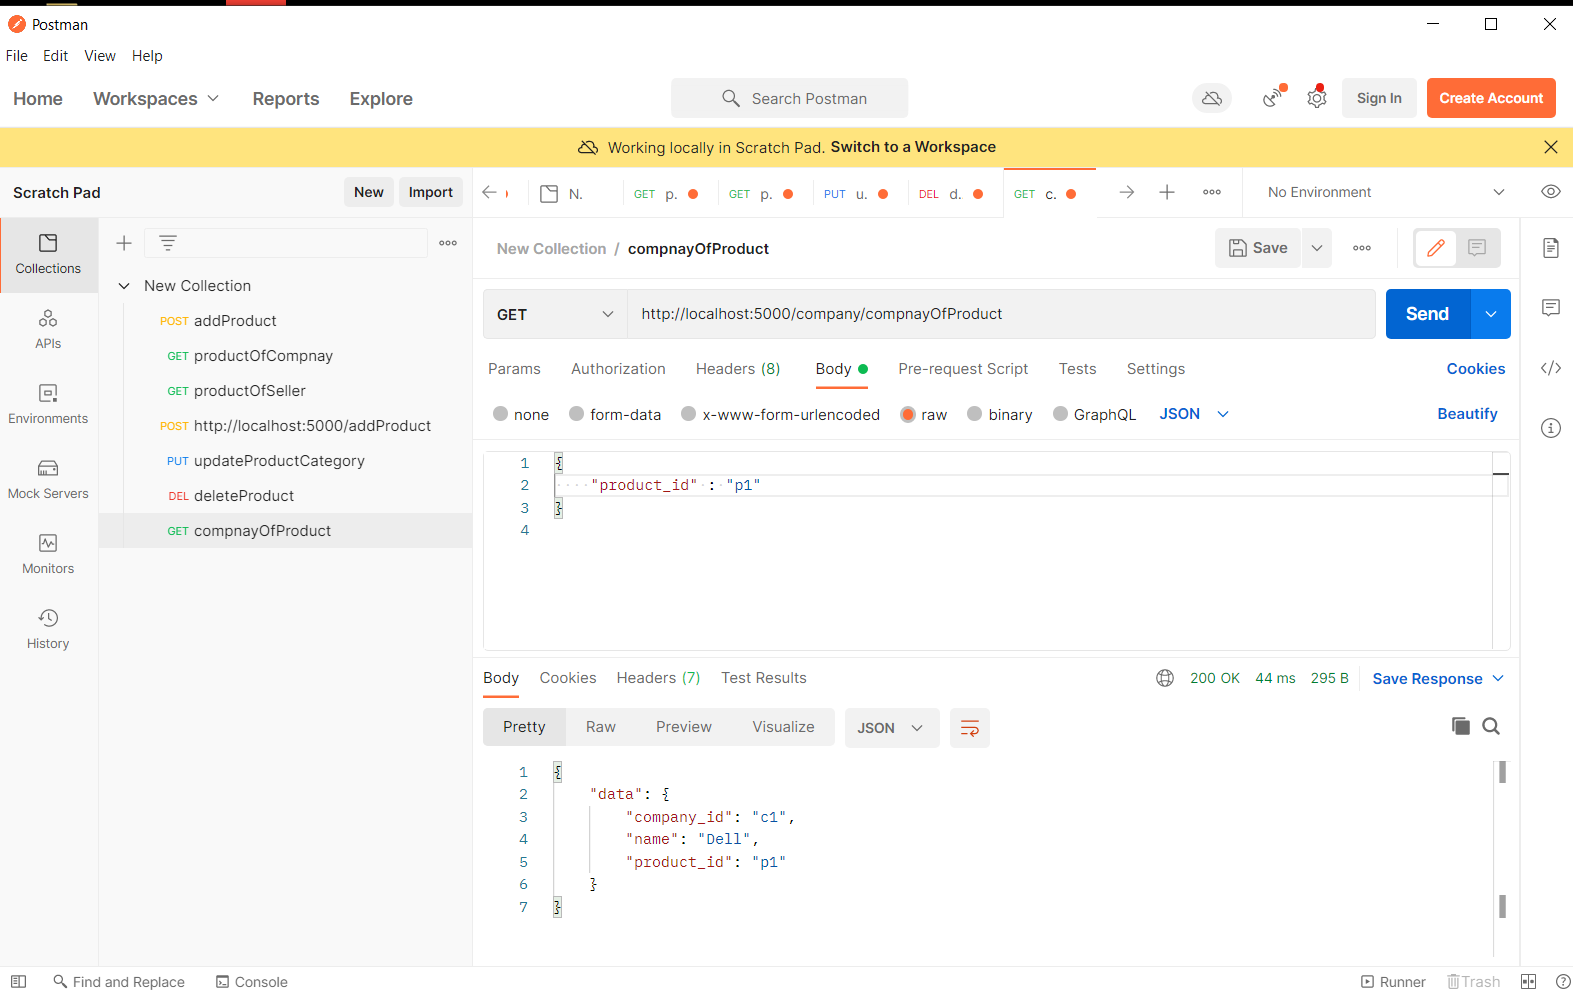 Postman
File Edit View Help
Home Workspaces Reports Explore Search Postman Sign In Create Account
Working locally in Scratch Pad. Switch to a Workspace
Scratch Pad New Import
N. GET p. GET p. PUT u. DEL d. GET c. No Environment
Collections
APIs
Environments
Mock Servers
Monitors
History
New Collection
POST addProduct
GET productOfCompnay
GET productOfSeller
POST http://localhost:5000/addProduct
PUT updateProductCategory
DEL deleteProduct
GET compnayOfProduct
New Collection / compnayOfProduct Save
GET http://localhost:5000/company/compnayOfProduct Send
Params Authorization Headers (8) Body Pre-request Script Tests Settings Cookies
none form-data x-www-form-urlencoded raw binary GraphQL JSON Beautify
1 {
2 "product_id" : "p1"
3 }
4
Body Cookies Headers (7) Test Results 200 OK 44 ms 295 B Save Response
Pretty Raw Preview Visualize JSON
1 {
2 "data": {
3 "company_id": "c1",
4 "name": "Dell",
5 "product_id": "p1"
6 }
7 }
Find and Replace Console Runner Trash